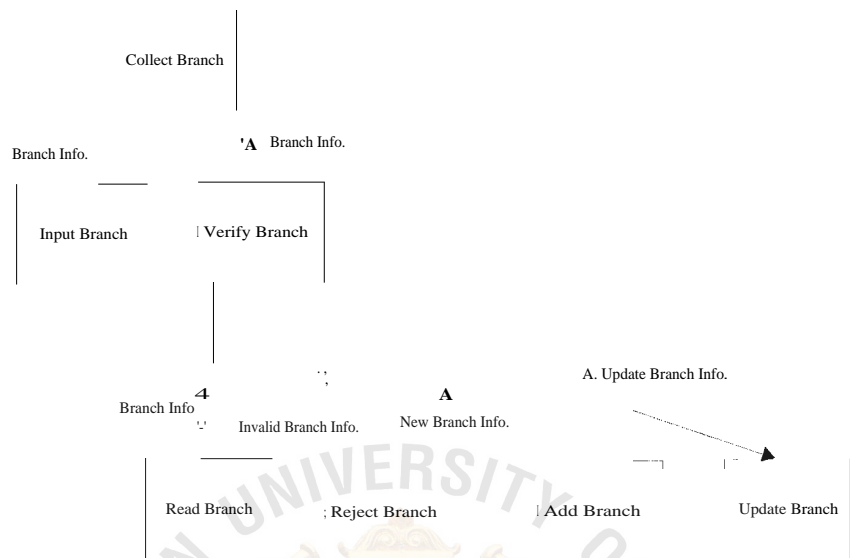 Collect Branch
'A Branch Info.
Branch Info.
Input Branch
Verify Branch
A. Update Branch Info.
4
A
Branch Info
Invalid Branch Info.
New Branch Info.
Read Branch
; Reject Branch
Add Branch
Update Branch
UNIVERSITY O